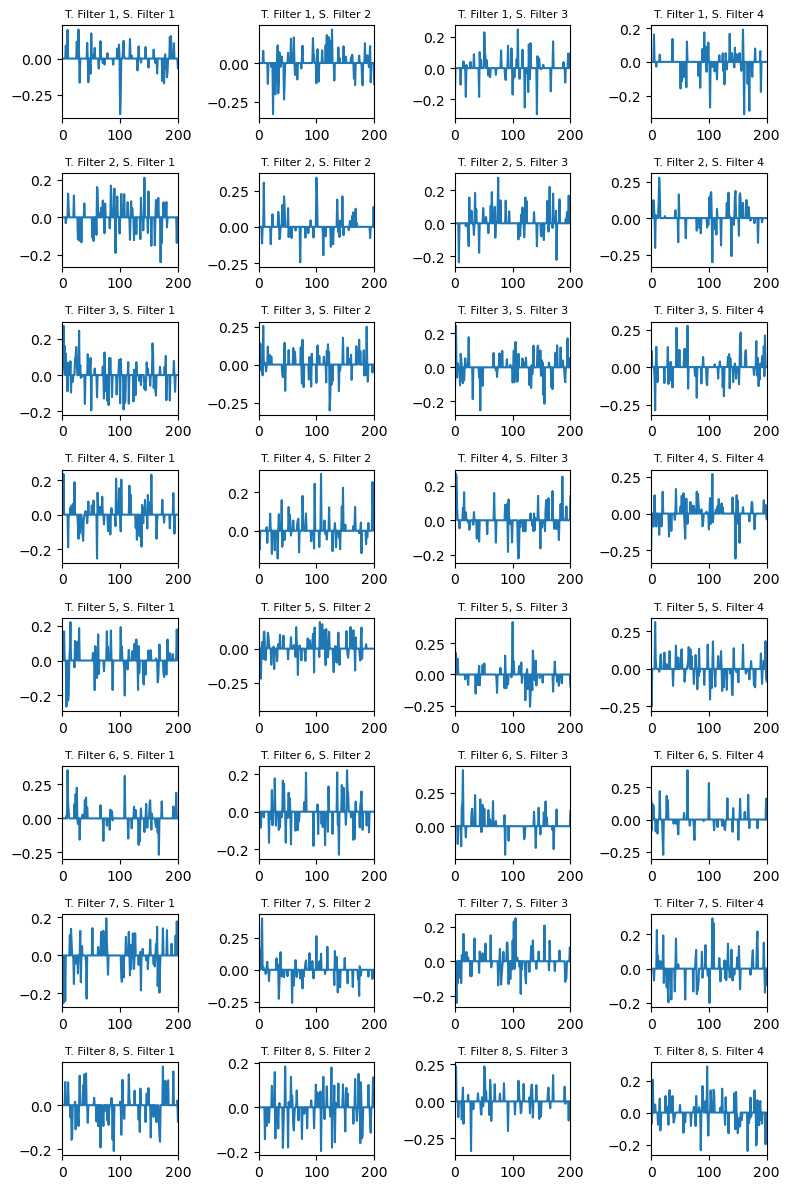 T. Filter 1, S. Filter 1 T. Filter 1, S. Filter 2 T. Filter 1, S. Filter 3 T. Filter 1, S. Filter 4
0.00 0.00 0.2 0.2
−0.25 −0.25 0.0 0.0
−0.2 −0.2
0 100 200 0 100 200 0 100 200 0 100 200
T. Filter 2, S. Filter 1 T. Filter 2, S. Filter 2 T. Filter 2, S. Filter 3 T. Filter 2, S. Filter 4
0.2 0.25 0.2 0.25
0.0 0.00 0.0 0.00
−0.2 −0.25 −0.2 −0.25
0 100 200 0 100 200 0 100 200 0 100 200
T. Filter 3, S. Filter 1 T. Filter 3, S. Filter 2 T. Filter 3, S. Filter 3 T. Filter 3, S. Filter 4
0.2 0.25 0.2 0.25
0.0 0.00 0.0 0.00
−0.2 −0.25 −0.2 −0.25
0 100 200 0 100 200 0 100 200 0 100 200
T. Filter 4, S. Filter 1 T. Filter 4, S. Filter 2 T. Filter 4, S. Filter 3 T. Filter 4, S. Filter 4
0.2 0.2 0.2 0.25
0.0 0.0 0.0 0.00
−0.2 −0.2 −0.25
0 100 200 0 100 200 0 100 200 0 100 200
T. Filter 5, S. Filter 1 T. Filter 5, S. Filter 2 T. Filter 5, S. Filter 3 T. Filter 5, S. Filter 4
0.2 0.00 0.25 0.25
0.0 −0.25 0.00 0.00
−0.2 −0.25 −0.25
0 100 200 0 100 200 0 100 200 0 100 200
T. Filter 6, S. Filter 1 T. Filter 6, S. Filter 2 T. Filter 6, S. Filter 3 T. Filter 6, S. Filter 4
0.25 0.2 0.25 0.25
0.00 0.0 0.00 0.00
−0.25 −0.2 −0.25
0 100 200 0 100 200 0 100 200 0 100 200
T. Filter 7, S. Filter 1 T. Filter 7, S. Filter 2 T. Filter 7, S. Filter 3 T. Filter 7, S. Filter 4
0.2 0.25 0.2 0.2
0.0 0.00 0.0 0.0
−0.2 −0.25 −0.2 −0.2
0 100 200 0 100 200 0 100 200 0 100 200
T. Filter 8, S. Filter 1 T. Filter 8, S. Filter 2 T. Filter 8, S. Filter 3 T. Filter 8, S. Filter 4
0.0 0.2 0.25 0.2
−0.2 0.0 0.00 0.0
−0.2 −0.25 −0.2
0 100 200 0 100 200 0 100 200 0 100 200